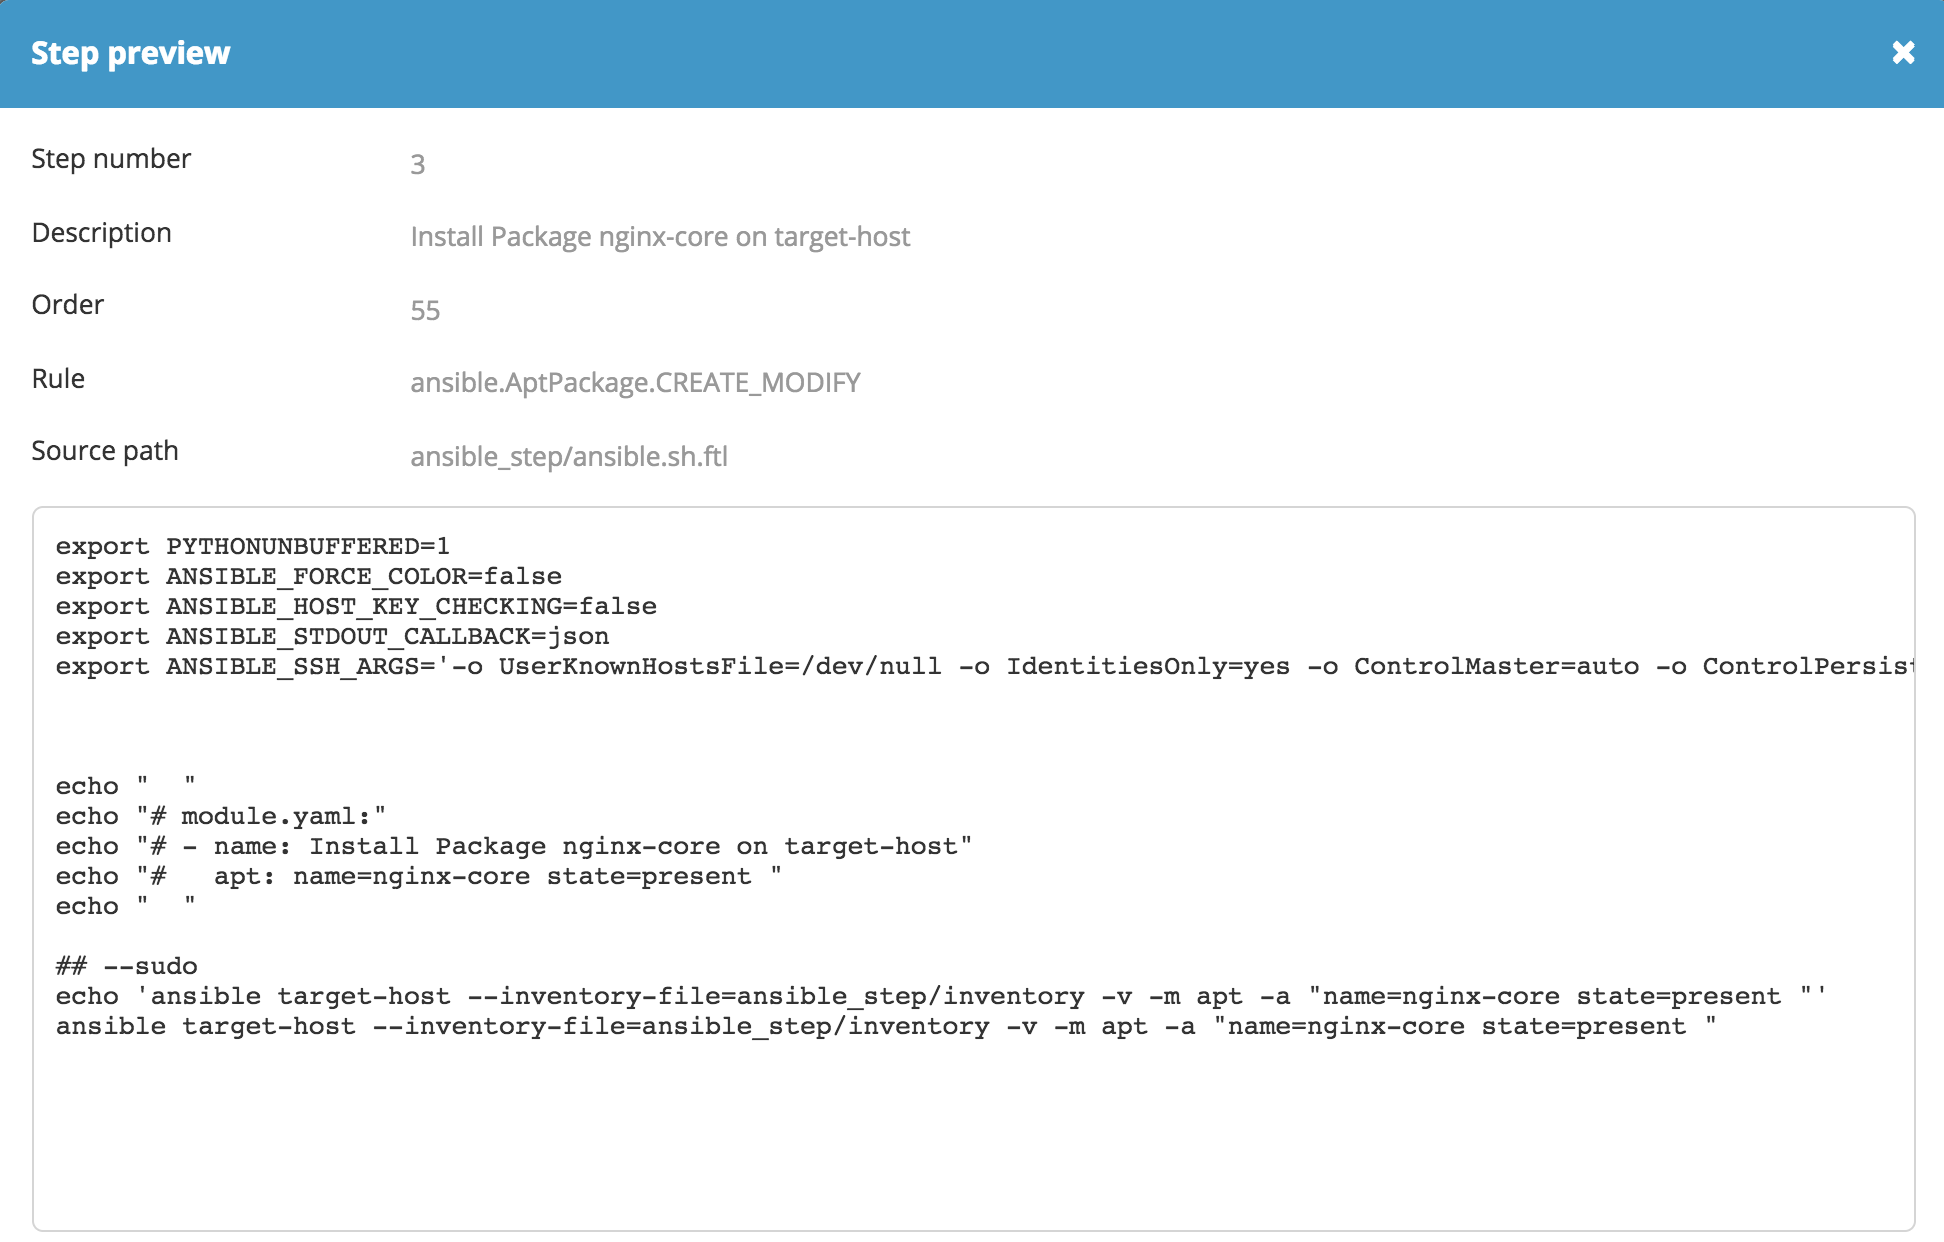 Step preview
Step number 3
Description Install Package nginx-core on target-host
Order 55
Rule ansible.AptPackage.CREATE_MODIFY
Source path ansible_step/ansible.sh.ftl
export PYTHONUNBUFFERED=1
export ANSIBLE_FORCE_COLOR=false
export ANSIBLE_HOST_KEY_CHECKING=false
export ANSIBLE_STDOUT_CALLBACK=json
export ANSIBLE_SSH_ARGS='-o UserKnownHostsFile=/dev/null -o IdentitiesOnly=yes -o ControlMaster=auto -o ControlPersist
echo "  "
echo "# module.yaml:"
echo "# - name: Install Package nginx-core on target-host"
echo "#   apt: name=nginx-core state=present "
echo "  "
## --sudo
echo 'ansible target-host --inventory-file=ansible_step/inventory -v -m apt -a "name=nginx-core state=present "'
ansible target-host --inventory-file=ansible_step/inventory -v -m apt -a "name=nginx-core state=present "